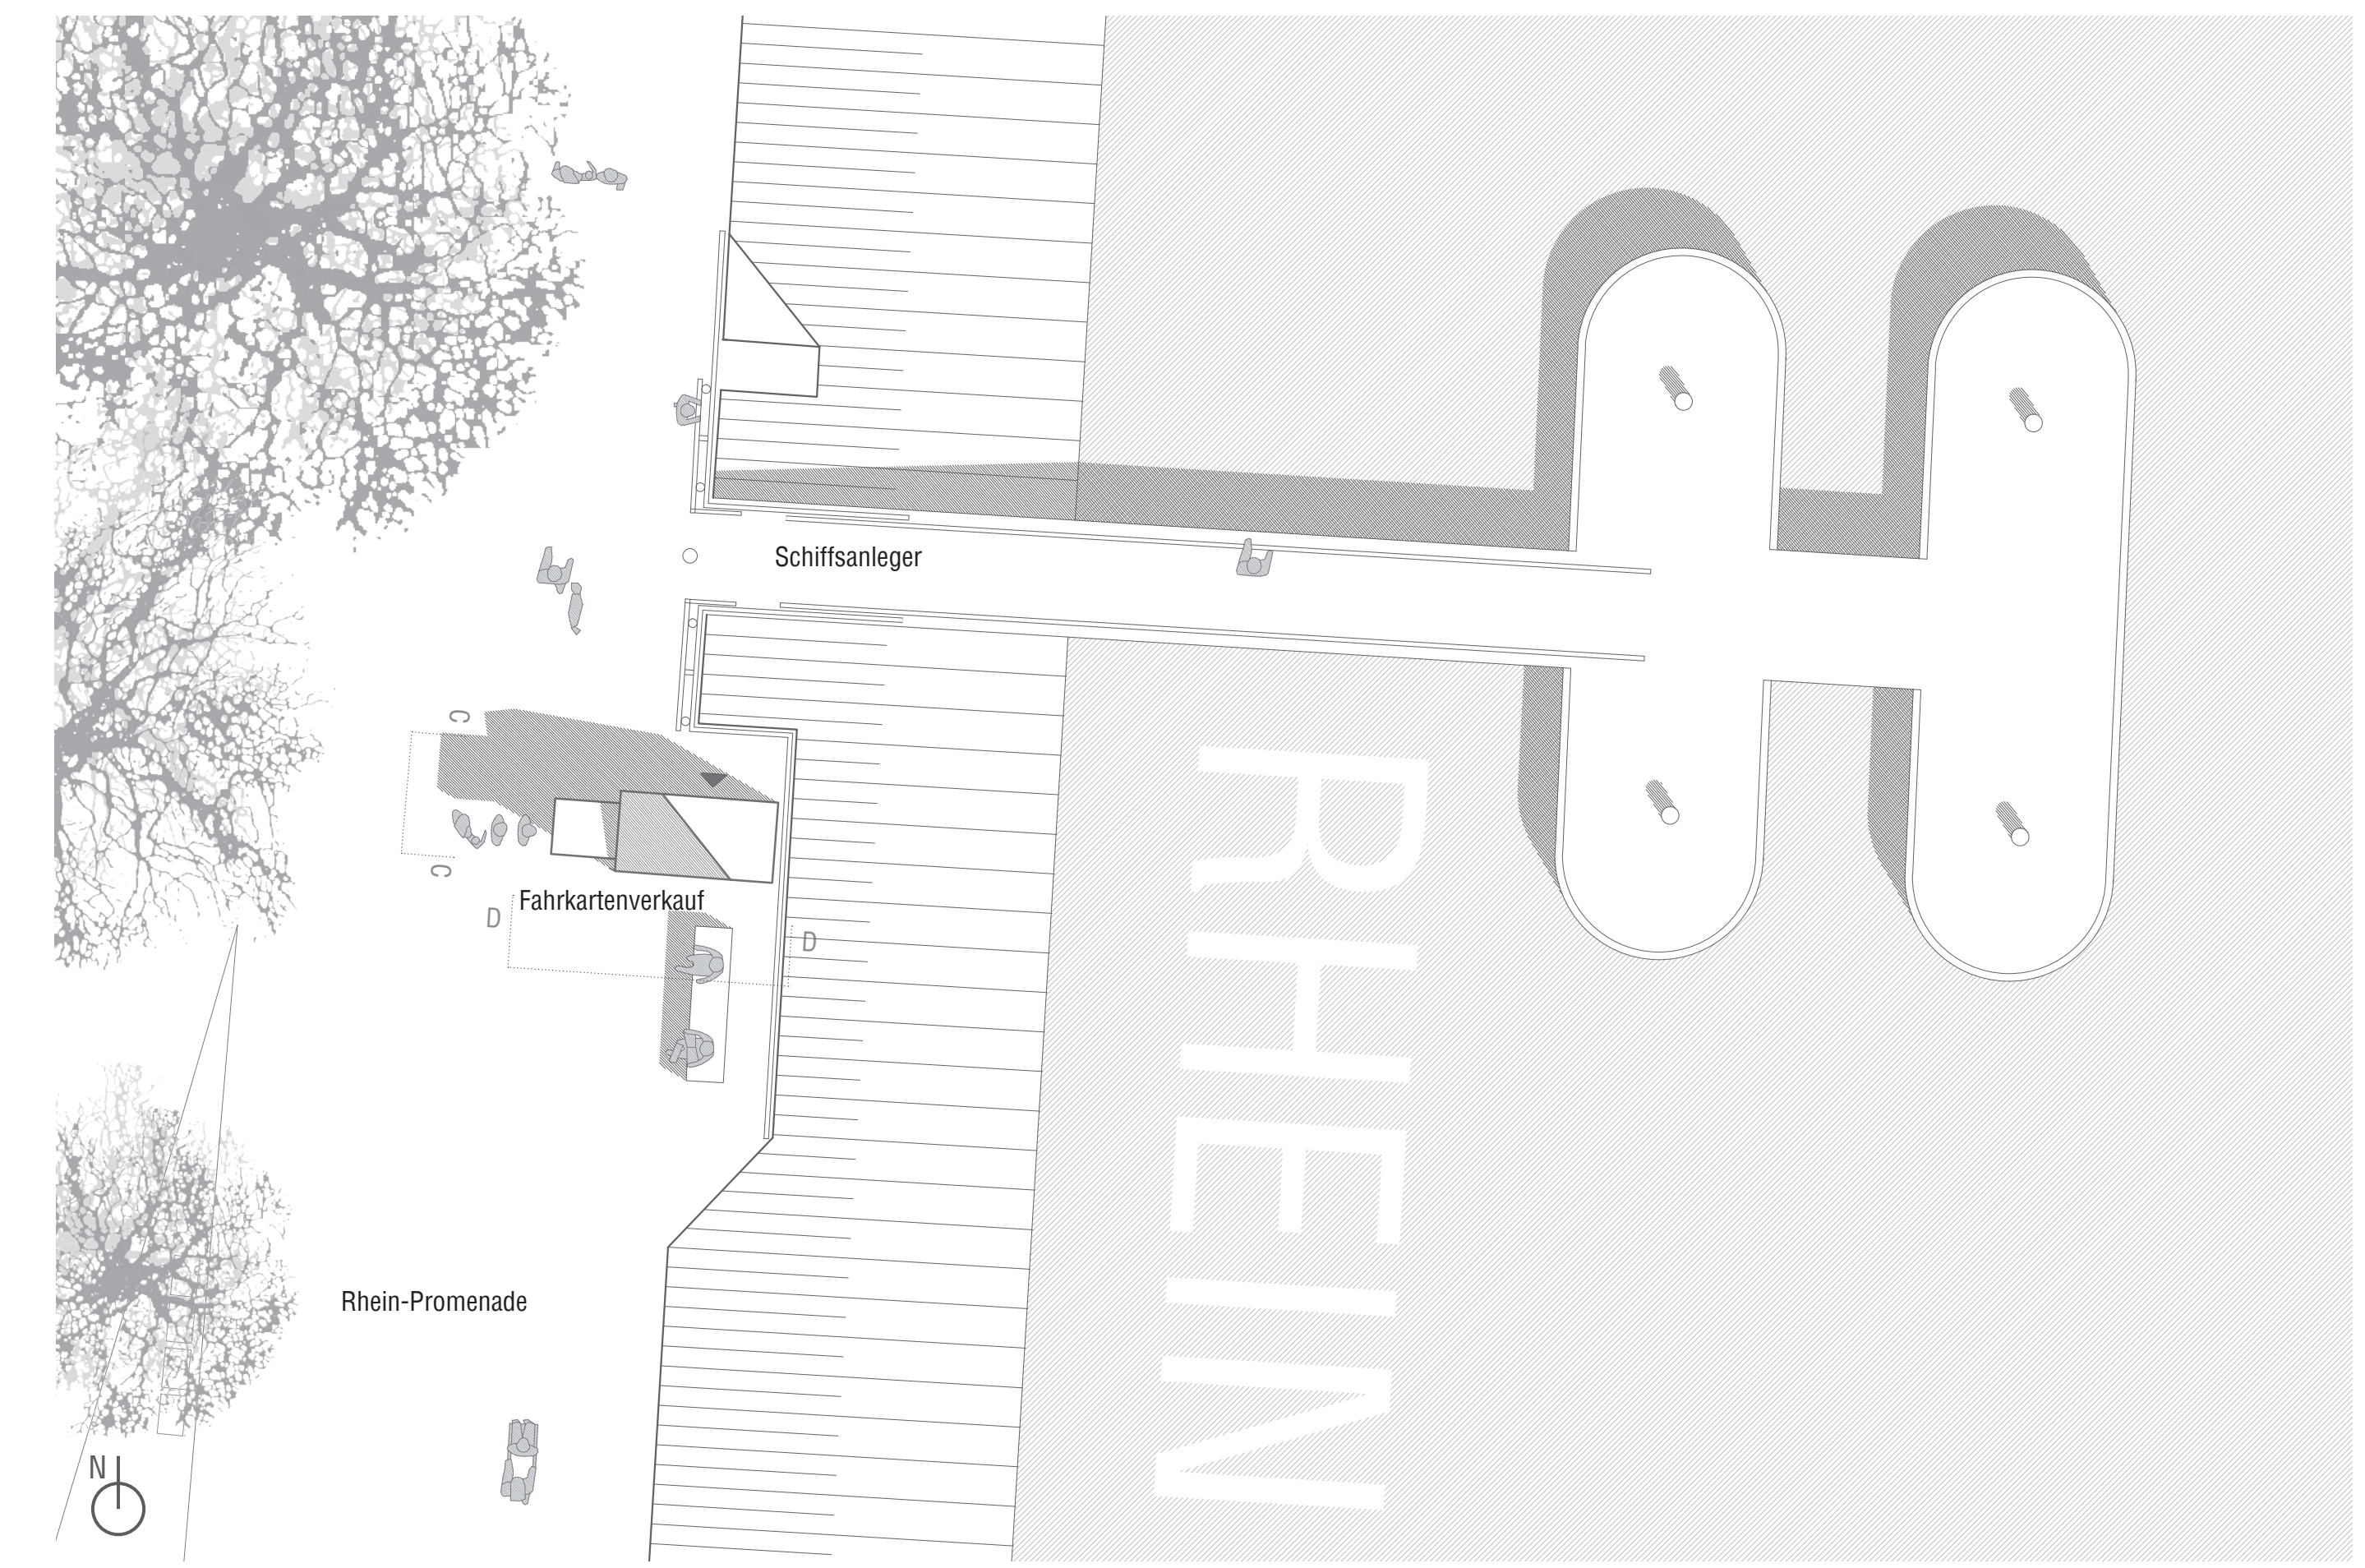 Schiffsanleger
C
C
Fahrkartenverkauf
D
D
RHEIN
Rhein-Promenade
N